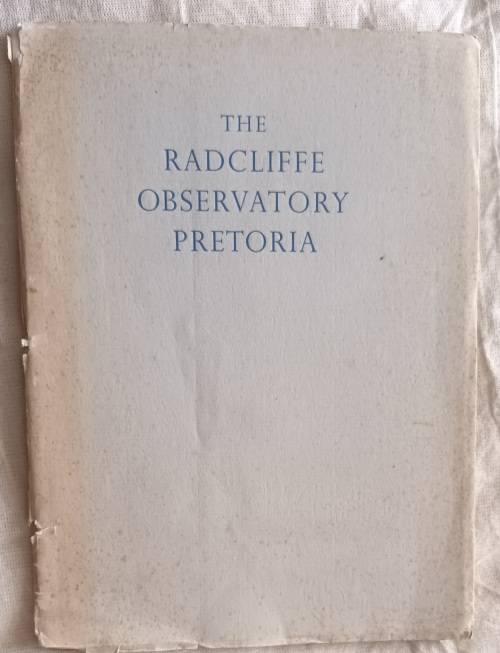 THE
RADCLIFFE
OBSERVATORY
PRETORIA